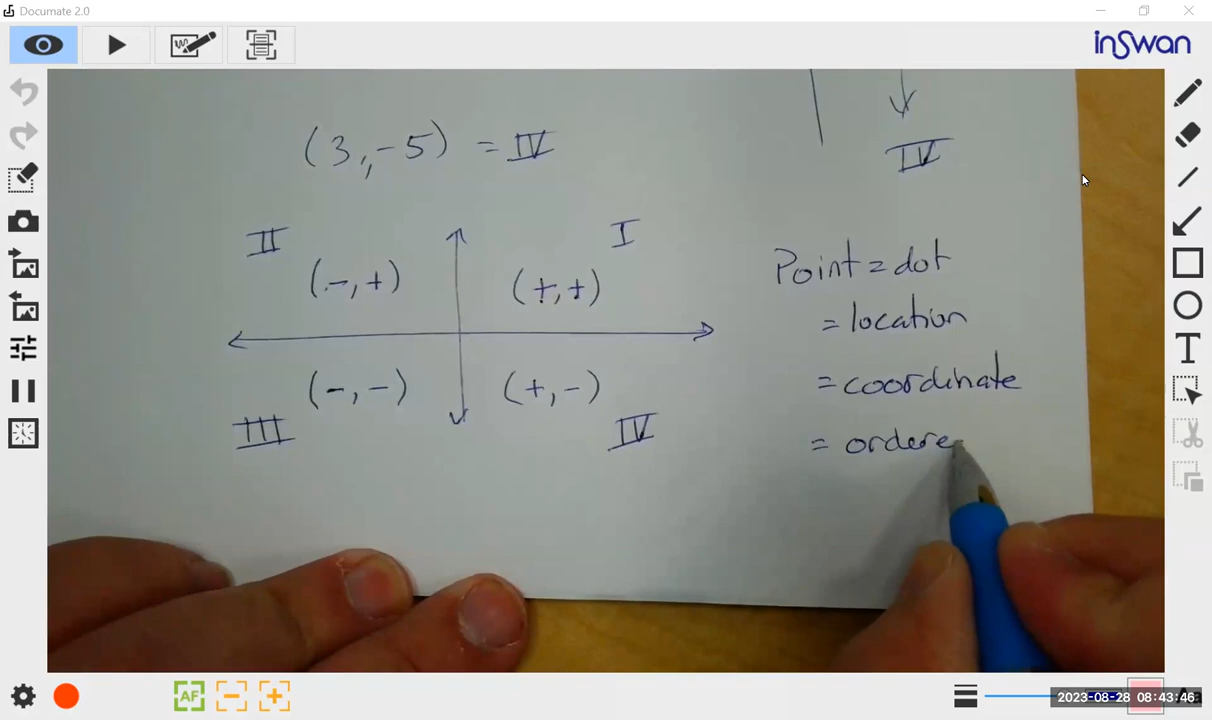 Documate 2.0
inSwan
(3,-5) = IV
IV
II
I
(-,+)
(+,+)
(-,-)
(+,-)
III
IV
Point = dot
= location
= coordinate
= ordere
AF
T
2023-08-28 08:43:46